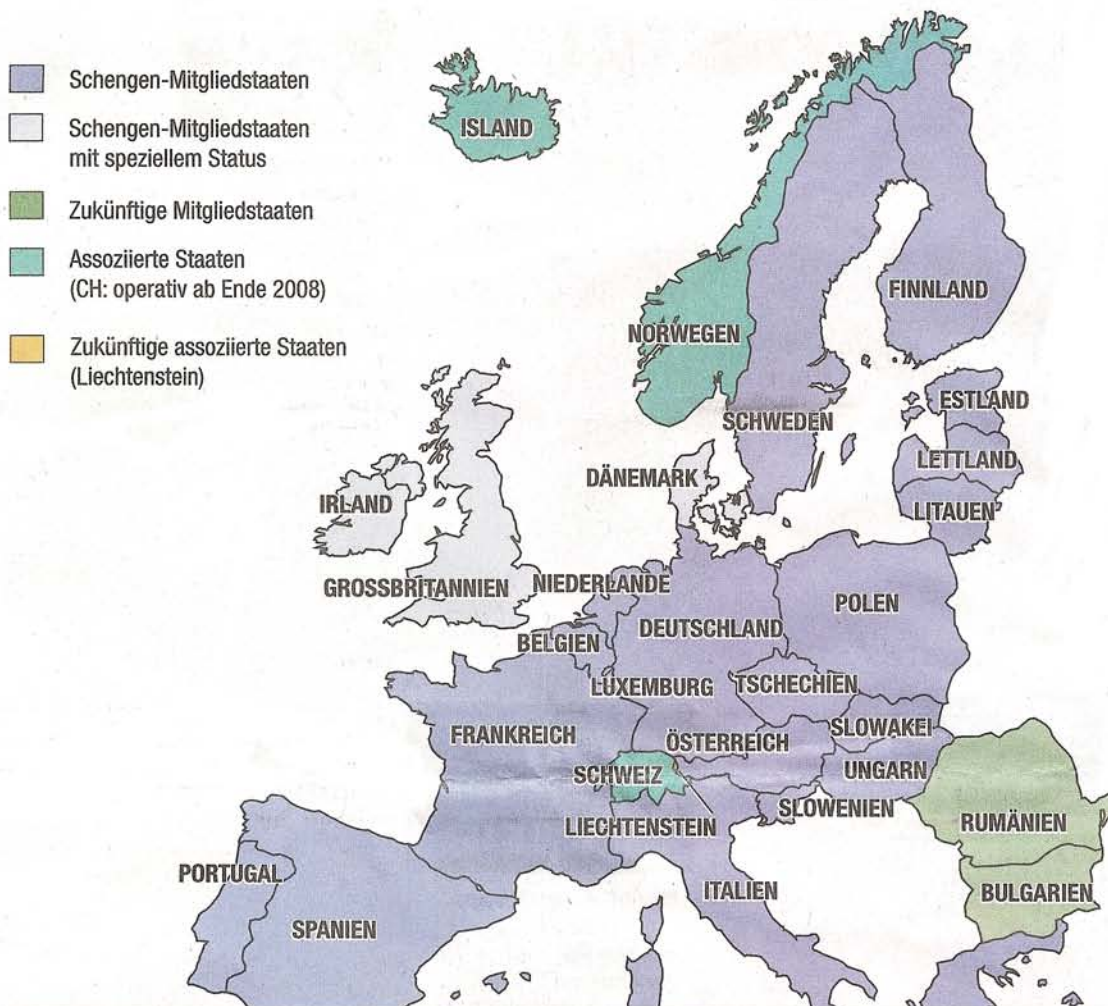 Schengen-Mitgliedstaaten
Schengen-Mitgliedstaaten
mit speziellem Status
Zukünftige Mitgliedstaaten
Assoziierte Staaten
(CH: operativ ab Ende 2008)
Zukünftige assoziierte Staaten
(Liechtenstein)
ISLAND
FINNLAND
NORWEGEN
ESTLAND
SCHWEDEN
LETTLAND
DÄNEMARK
IRLAND
LITAUEN
GROSSBRITANNIEN
NIEDERLANDE
POLEN
DEUTSCHLAND
BELGIEN
LUXEMBURG
TSCHECHIEN
SLOWAKEI
FRANKREICH
ÖSTERREICH
SCHWEIZ
UNGARN
SLOWENIEN
LIECHTENSTEIN
RUMÄNIEN
PORTUGAL
ITALIEN
BULGARIEN
SPANIEN